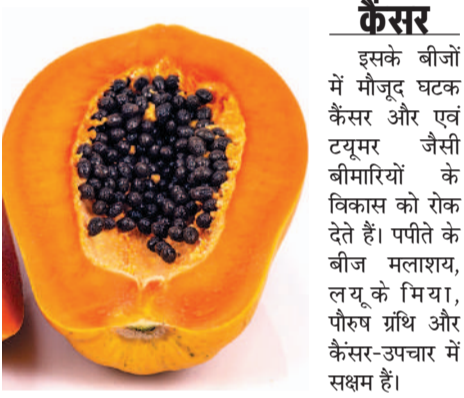 कैंसर
इसके बीजों
में मौजूद घटक
कैंसर और एवं
टयूमर जैसी
बीमारियों के
विकास को रोक
देते हैं। पपीते के
बीज मलाशय,
लयूकेमिया,
पौरुष ग्रंथि और
कैंसर-उपचार में
सक्षम हैं।